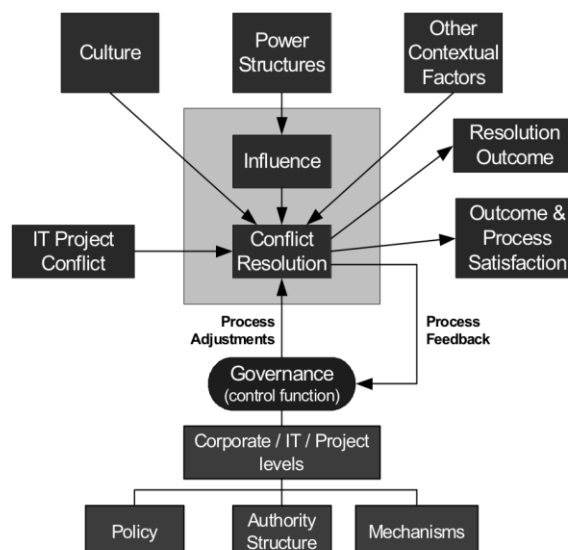 Culture
Power
Structures
Other
Contextual
Factors
Influence
Resolution
Outcome
IT Project
Conflict
Conflict
Resolution
Outcome &
Process
Satisfaction
Process
Adjustments
Process
Feedback
Governance
(control function)
Corporate / IT / Project
levels
Policy
Authority
Structure
Mechanisms